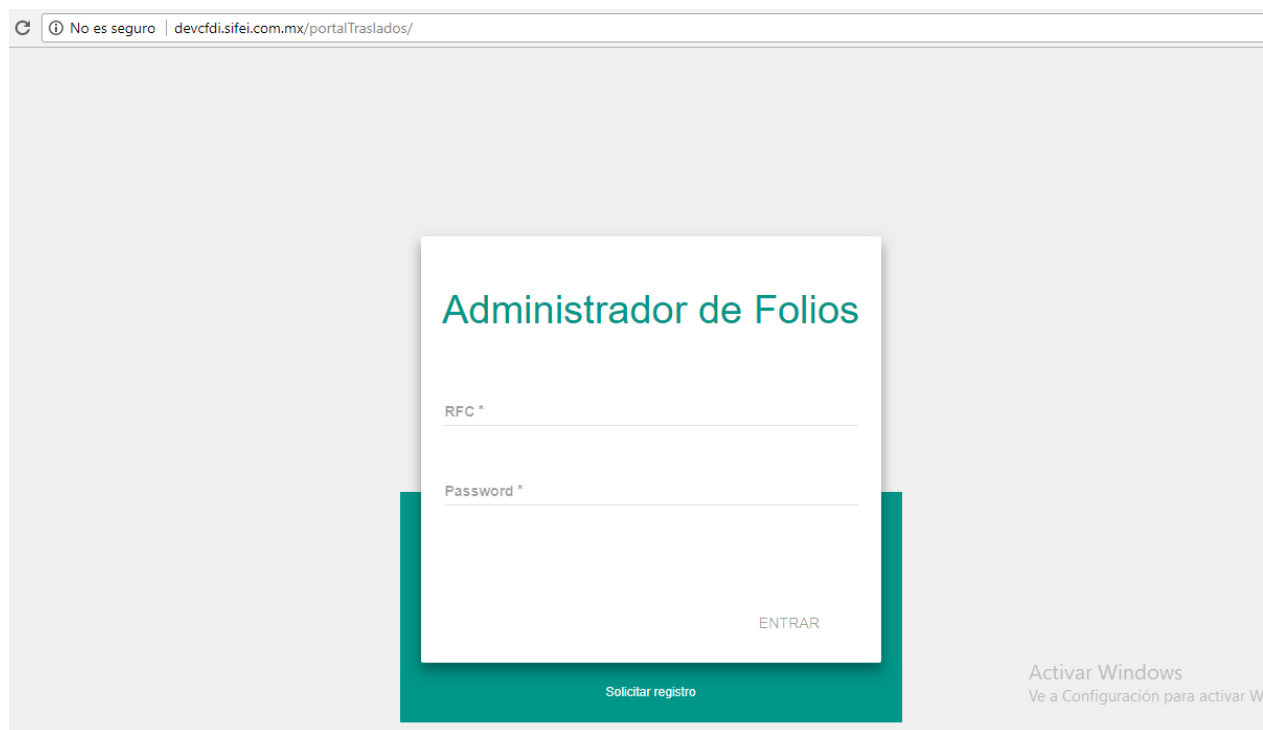 No es seguro | devcfdi.sifei.com.mx/portalTraslados/
Administrador de Folios
RFC *
Password *
ENTRAR
Solicitar registro
Activar Windows
Ve a Configuración para activar W